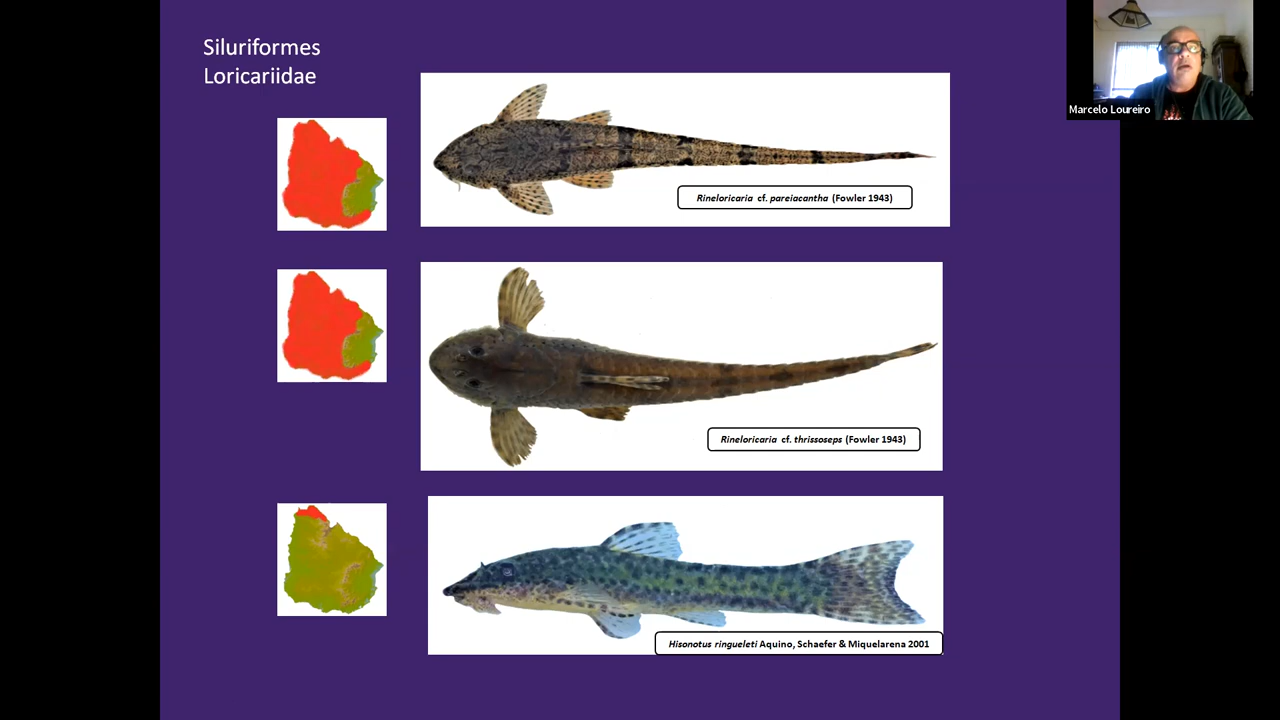 Siluriformes
Loricariidae
Marcelo Loureiro
Rineloricaria cf. pareiacantha (Fowler 1943)
Rineloricaria cf. thrissoseps (Fowler 1943)
Hisonotus ringueleti Aquino, Schaefer & Miquelarena 2001